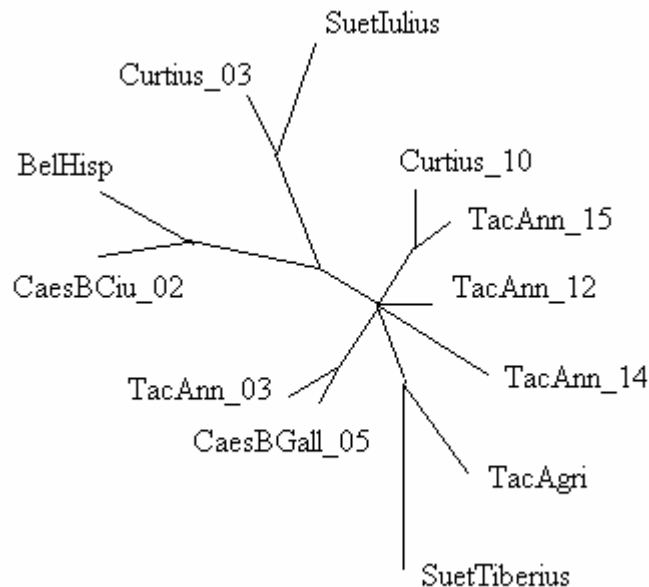 SuetIulius
Curtius_03
BelHisp
Curtius_10
TacAnn_15
CaesBCiu_02
TacAnn_12
TacAnn_14
TacAnn_03
CaesBGall_05
TacAgri
SuetTiberius